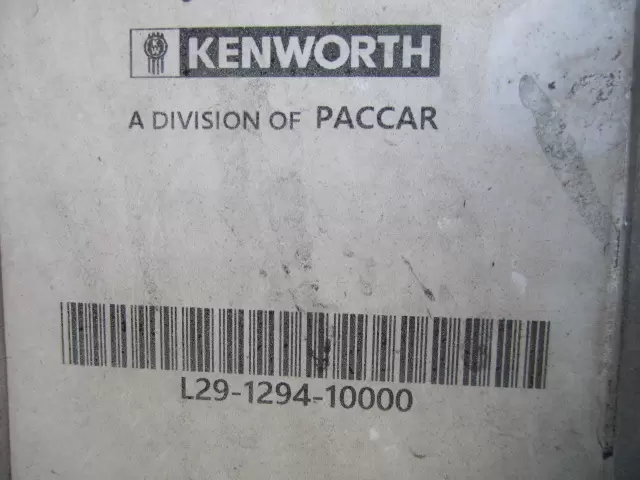 KENWORTH
A DIVISION OF PACCAR
L29-1294-10000